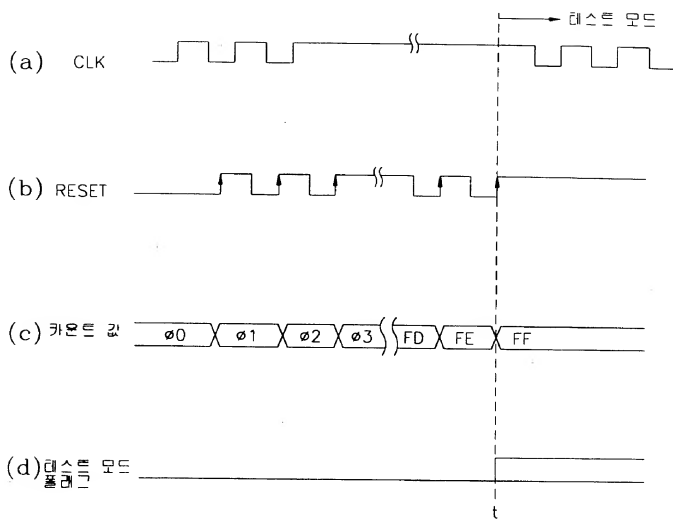 테스트 모드
(a) CLK
(b) RESET
(c) 카운트 값
ø0 ø1 ø2 ø3 FD FE FF
(d) 테스트 모드
플래그
t